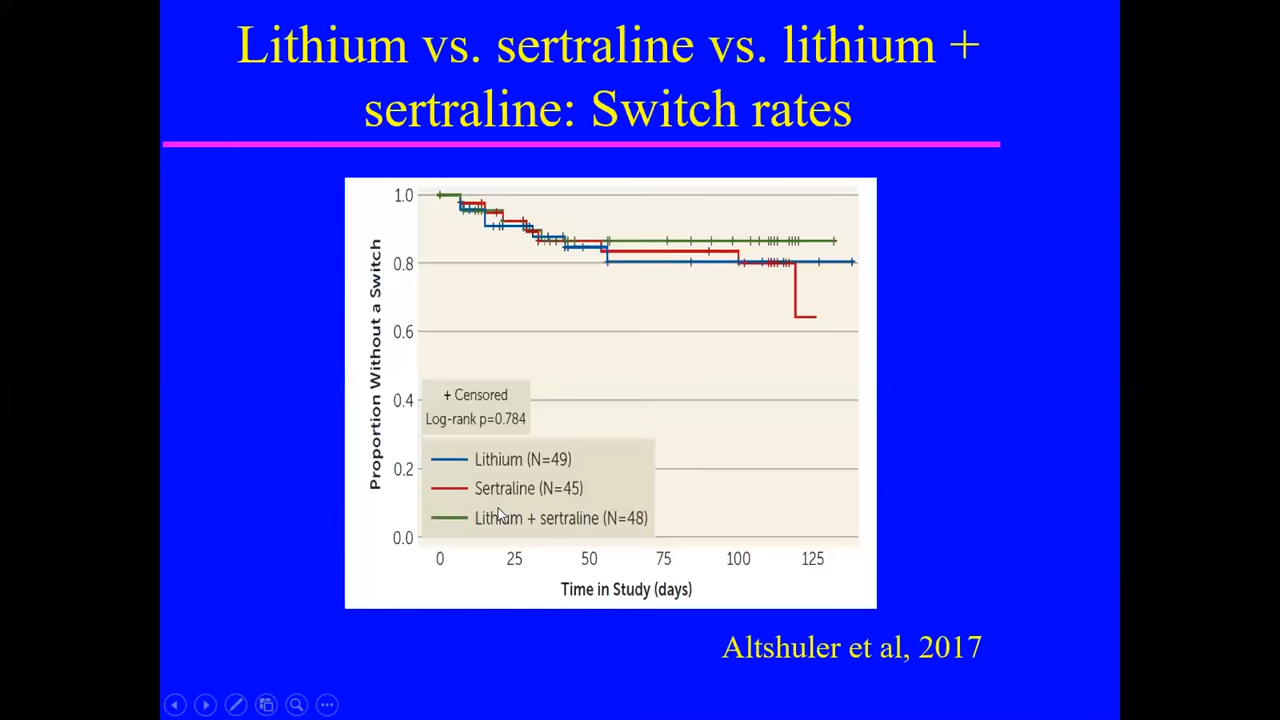 Lithium vs. sertraline vs. lithium +
sertraline: Switch rates
Proportion Without a Switch
1.0
0.8
0.6
0.4
0.2
0.0
+ Censored
Log-rank p=0.784
Lithium (N=49)
Sertraline (N=45)
Lithium + sertraline (N=48)
0 25 50 75 100 125
Time in Study (days)
Altshuler et al, 2017